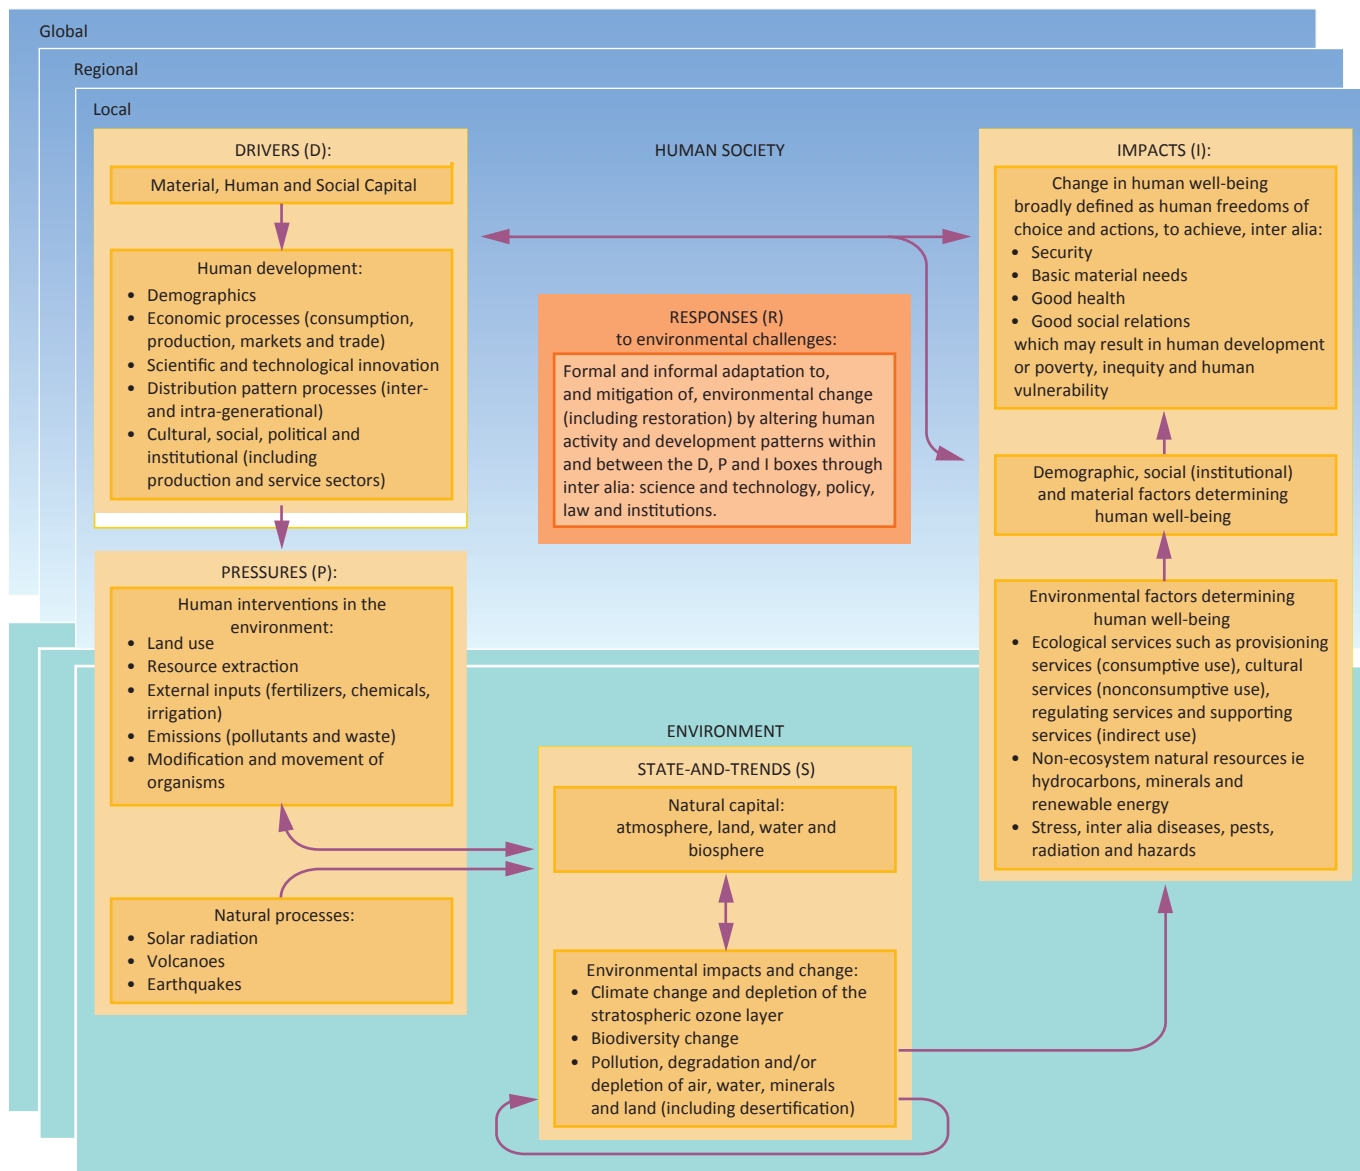 Global
Regional
Local
DRIVERS (D):
Material, Human and Social Capital
Human development:
• Demographics
• Economic processes (consumption,
production, markets and trade)
• Scientific and technological innovation
• Distribution pattern processes (inter-
and intra-generational)
• Cultural, social, political and
institutional (including
production and service sectors)
PRESSURES (P):
Human interventions in the
environment:
• Land use
• Resource extraction
• External inputs (fertilizers, chemicals,
irrigation)
• Emissions (pollutants and waste)
• Modification and movement of
organisms
Natural processes:
• Solar radiation
• Volcanoes
• Earthquakes
HUMAN SOCIETY
RESPONSES (R)
to environmental challenges:
Formal and informal adaptation to,
and mitigation of, environmental change
(including restoration) by altering human
activity and development patterns within
and between the D, P and I boxes through
inter alia: science and technology, policy,
law and institutions.
ENVIRONMENT
STATE-AND-TRENDS (S)
Natural capital:
atmosphere, land, water and
biosphere
Environmental impacts and change:
• Climate change and depletion of the
stratospheric ozone layer
• Biodiversity change
• Pollution, degradation and/or
depletion of air, water, minerals
and land (including desertification)
IMPACTS (I):
Change in human well-being
broadly defined as human freedoms of
choice and actions, to achieve, inter alia:
• Security
• Basic material needs
• Good health
• Good social relations
which may result in human development
or poverty, inequity and human
vulnerability
Demographic, social (institutional)
and material factors determining
human well-being
Environmental factors determining
human well-being
• Ecological services such as provisioning
services (consumptive use), cultural
services (nonconsumptive use),
regulating services and supporting
services (indirect use)
• Non-ecosystem natural resources ie
hydrocarbons, minerals and
renewable energy
• Stress, inter alia diseases, pests,
radiation and hazards